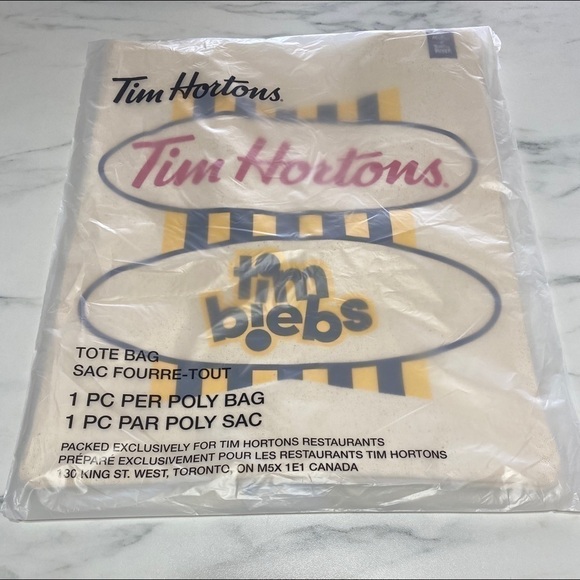 Tim Hortons.
Tim Hortons.
tim
biebs
TOTE BAG
SAC FOURRE-TOUT
1 PC PER POLY BAG
1 PC PAR POLY SAC
PACKED EXCLUSIVELY FOR TIM HORTONS RESTAURANTS
PRÉPARÉ EXCLUSIVEMENT POUR LES RESTAURANTS TIM HORTONS
130 KING ST. WEST, TORONTO, ON M5X 1E1 CANADA